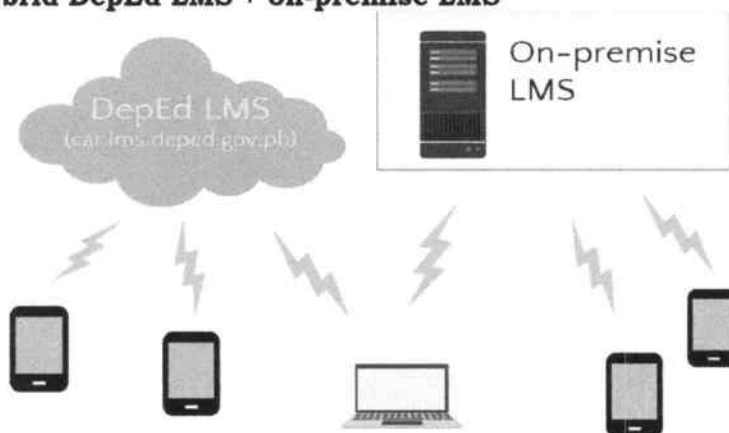 brid DepEd LMS + on-premise LMS
On-premise
LMS
DepEd LMS
(car.lms.deped.gov.ph)